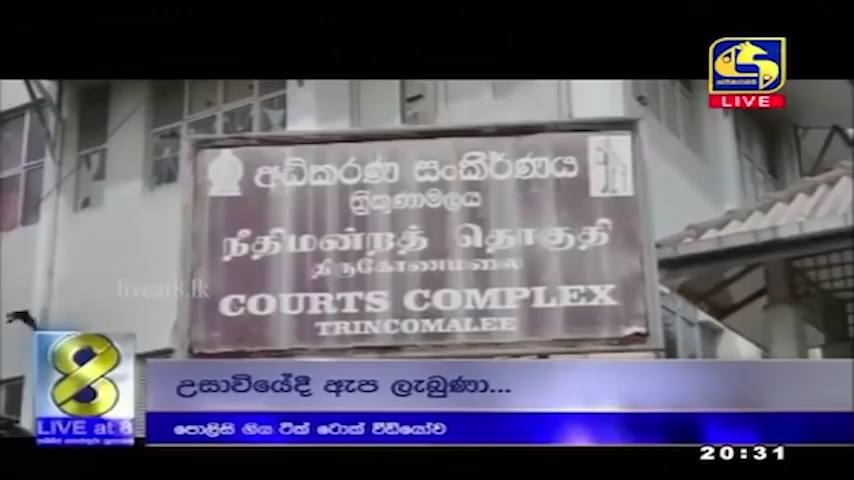 LIVE
අධිකරණ සංකීර්ණය
ත්‍රිකුණාමලය
நீதிமன்றத் தொகுதி
திருகோணமலை
COURTS COMPLEX
TRINCOMALEE
liveat8.lk
8
LIVE at 8
උසාවියේදී ඇප ලැබුණා...
පොලිසි ගිය ටික් ටොක් වීඩියෝව
20:31